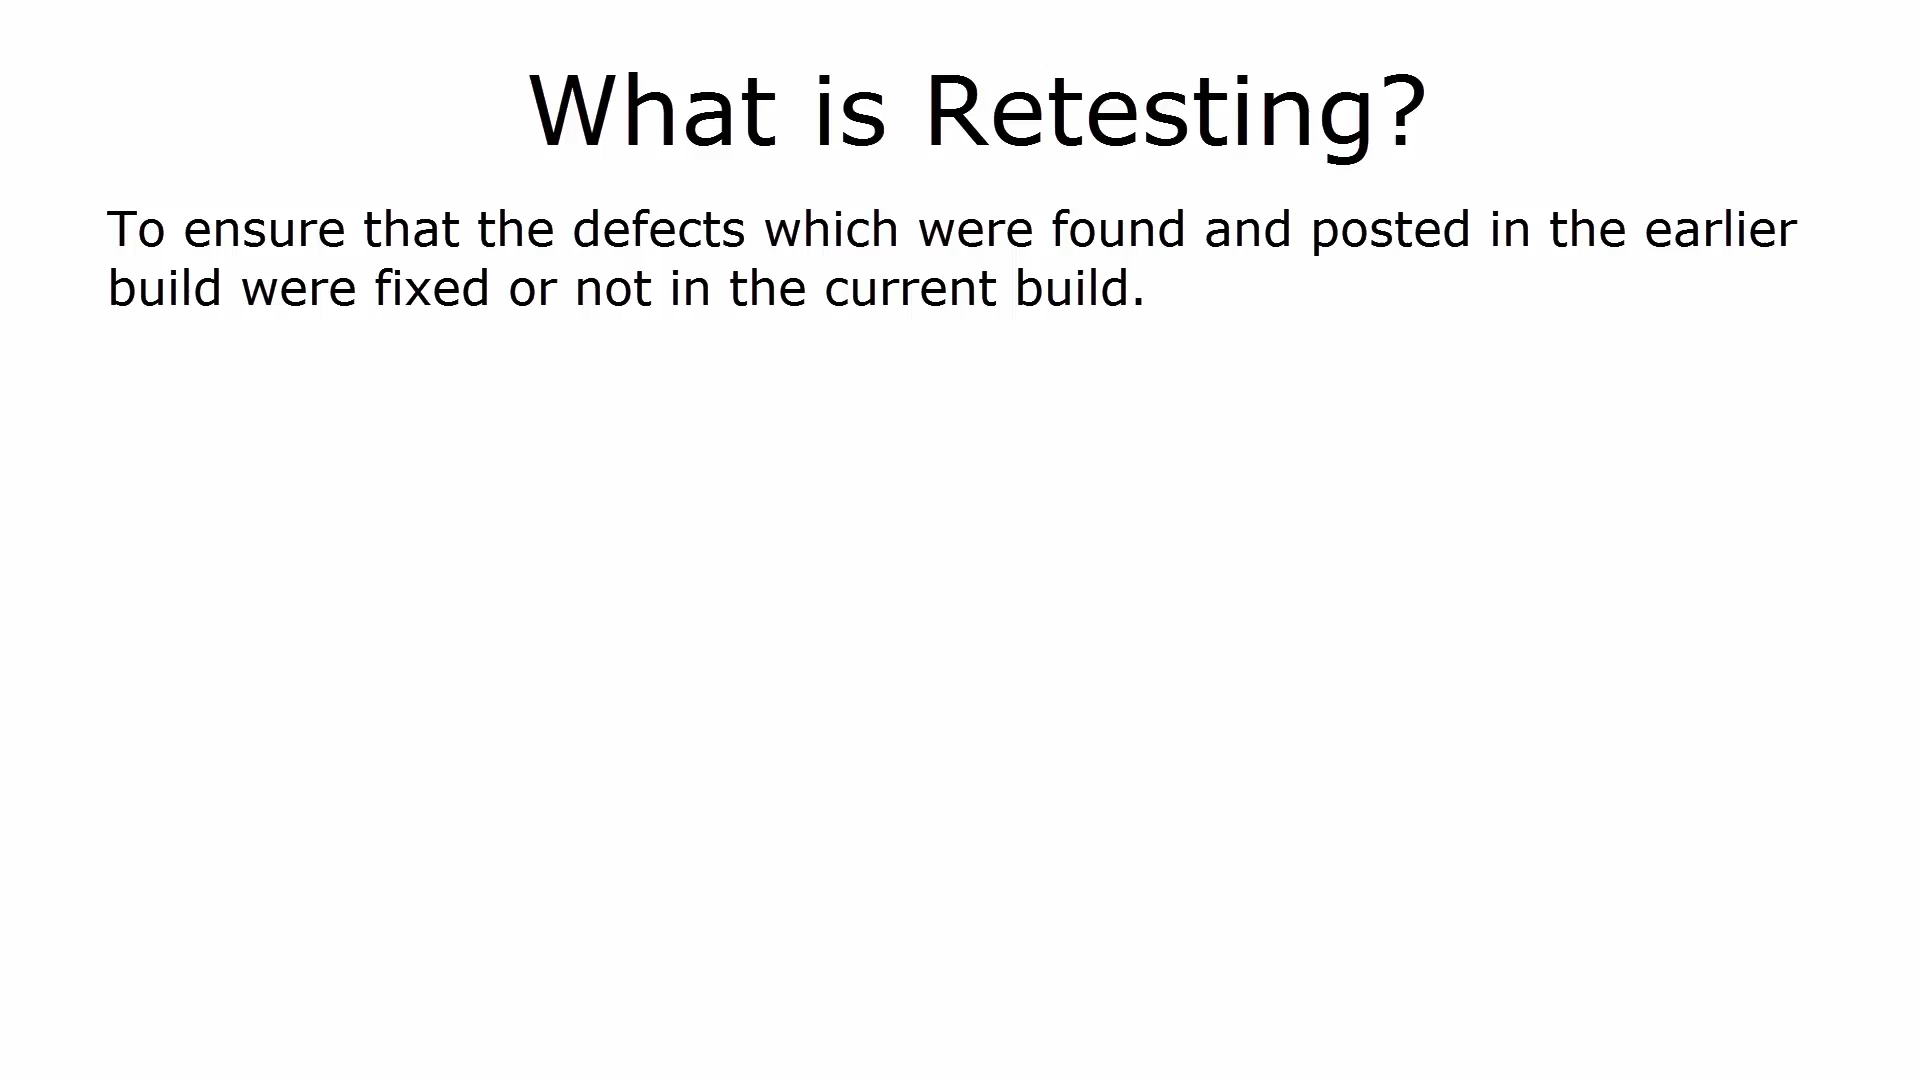 What is Retesting?
To ensure that the defects which were found and posted in the earlier
build were fixed or not in the current build.